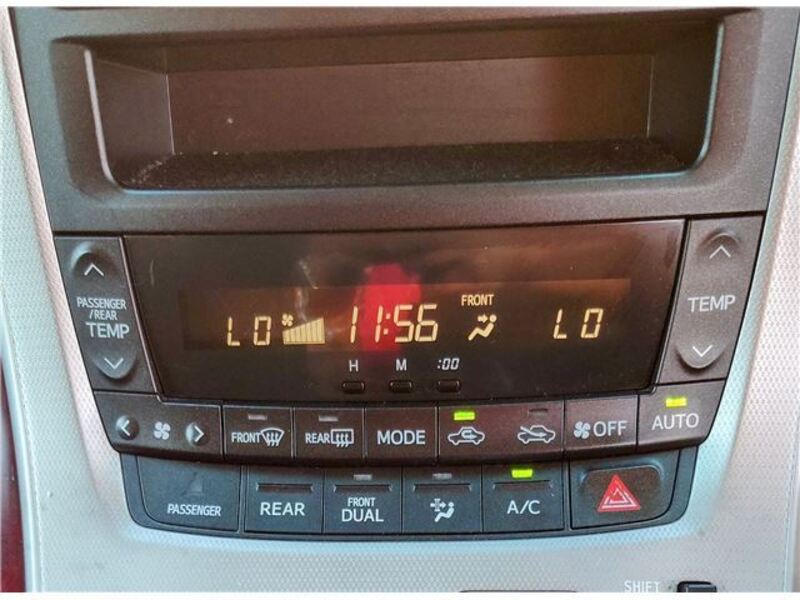 PASSENGER
/REAR
TEMP
LO
11:56
FRONT
LO
TEMP
H M :00
FRONT
REAR
MODE
OFF
AUTO
PASSENGER
REAR
FRONT
DUAL
A/C
SHIFT